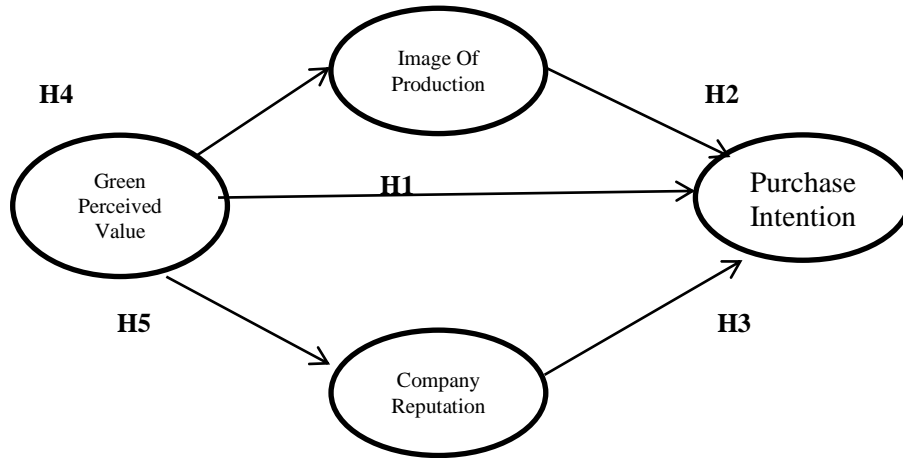 Image Of
Production
H4
H2
Green
Perceived
Value
H1
Purchase
Intention
H5
H3
Company
Reputation